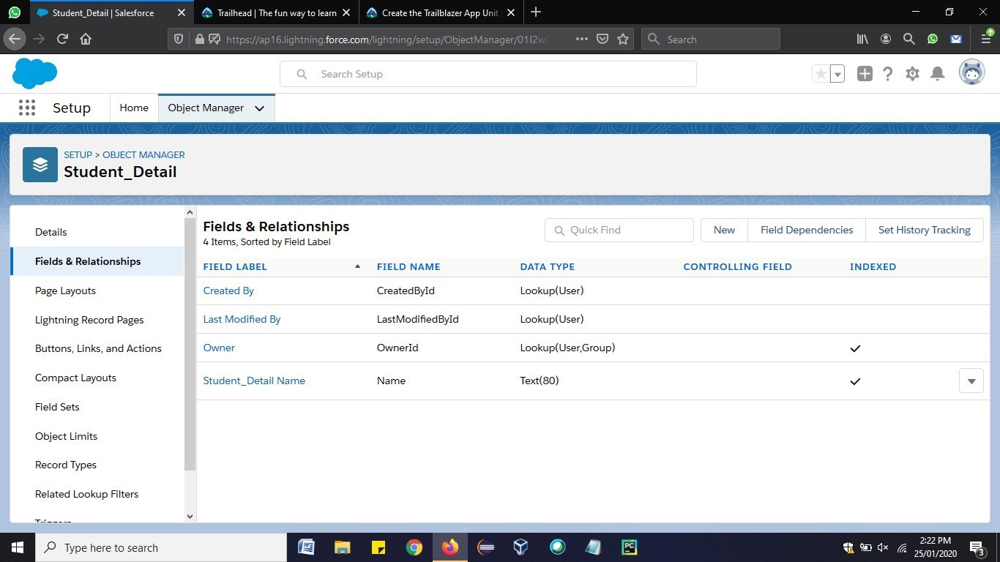 Student_Detail | Salesforce
Trailhead | The fun way to learn
Create the Trailblazer App Unit
https://ap16.lightning.force.com/lightning/setup/ObjectManager/01I2w
Search
Search Setup
Setup
Home
Object Manager
SETUP > OBJECT MANAGER
Student_Detail
Details
Fields & Relationships
Page Layouts
Lightning Record Pages
Buttons, Links, and Actions
Compact Layouts
Field Sets
Object Limits
Record Types
Related Lookup Filters
Triggers
Fields & Relationships
4 Items, Sorted by Field Label
Quick Find
New
Field Dependencies
Set History Tracking
FIELD LABEL FIELD NAME DATA TYPE CONTROLLING FIELD INDEXED
Created By CreatedById Lookup(User)
Last Modified By LastModifiedById Lookup(User)
Owner OwnerId Lookup(User,Group)
Student_Detail Name Name Text(80)
Type here to search
W
PC
2:22 PM
25/01/2020
3